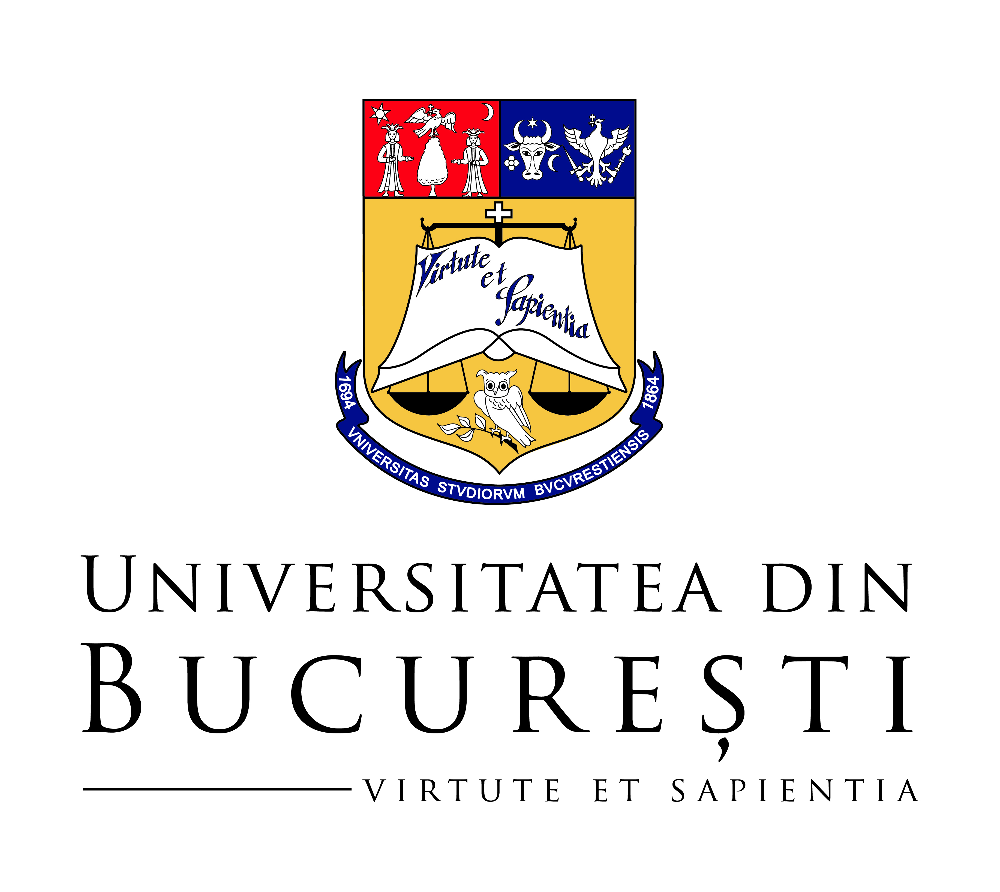 Virtute
et
Sapientia
1694
VNIVERSITAS STVDIORVM BVCVRESTIENSIS
1864
UNIVERSITATEA DIN
BUCUREȘTI
VIRTUTE ET SAPIENTIA